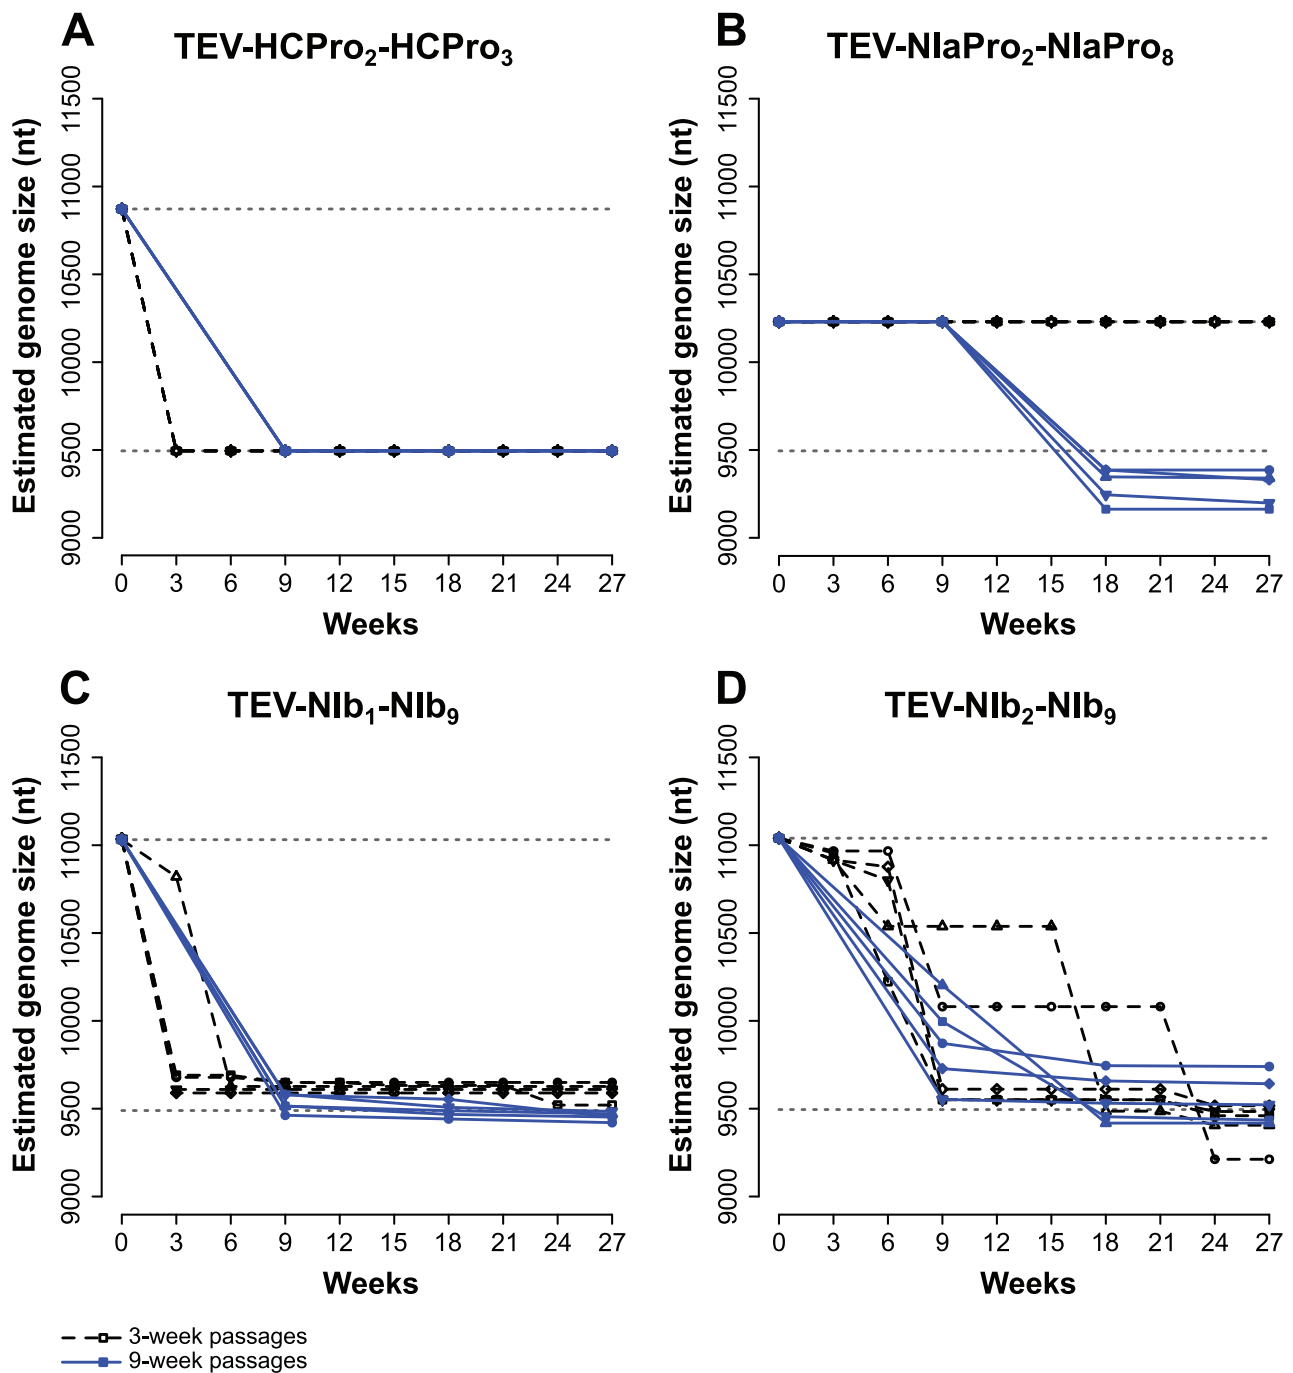 A
TEV-HCPro2-HCPro3
Estimated genome size (nt)
11500
11000
10500
10000
9500
9000
0 3 6 9 12 15 18 21 24 27
Weeks
B
TEV-NIaPro2-NIaPro8
Estimated genome size (nt)
11500
11000
10500
10000
9500
9000
0 3 6 9 12 15 18 21 24 27
Weeks
C
TEV-NIb1-NIb9
Estimated genome size (nt)
11500
11000
10500
10000
9500
9000
0 3 6 9 12 15 18 21 24 27
Weeks
D
TEV-NIb2-NIb9
Estimated genome size (nt)
11500
11000
10500
10000
9500
9000
0 3 6 9 12 15 18 21 24 27
Weeks
3-week passages
9-week passages